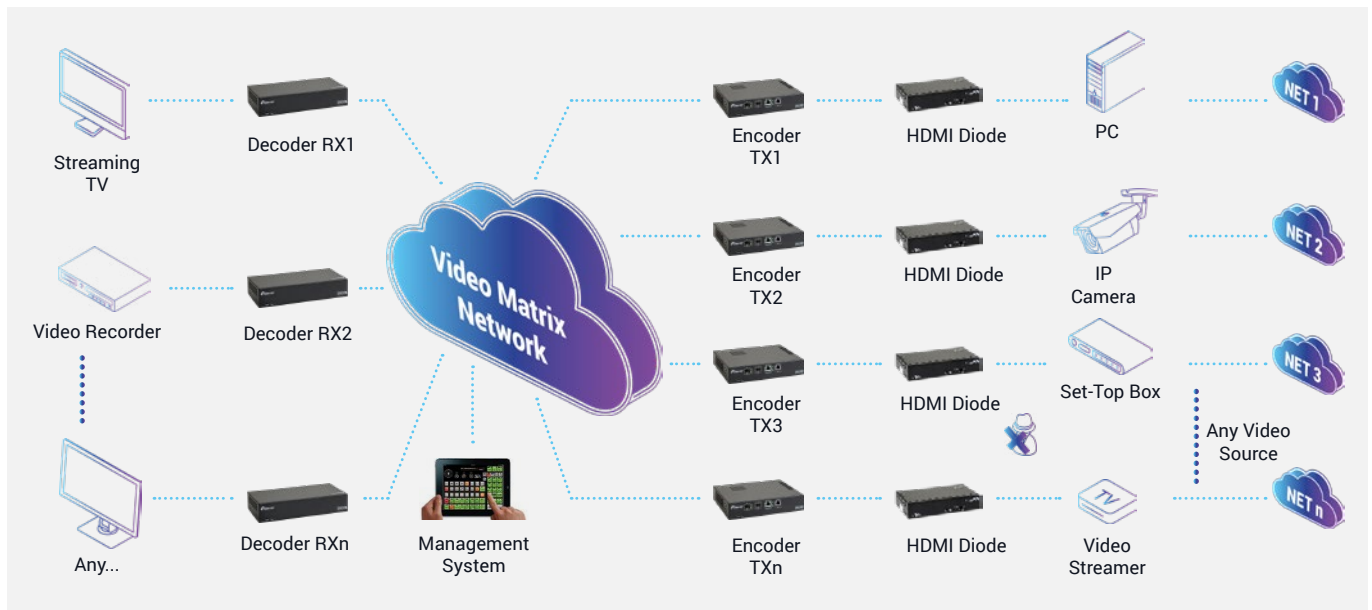 Streaming
TV
Decoder RX1
Encoder
TX1
HDMI Diode
PC
NET 1
Video Recorder
Decoder RX2
Video Matrix
Network
Encoder
TX2
HDMI Diode
IP
Camera
NET 2
Encoder
TX3
HDMI Diode
Set-Top Box
NET 3
Any Video
Source
Any...
Decoder RXn
Management
System
Encoder
TXn
HDMI Diode
TV
Video
Streamer
NET n